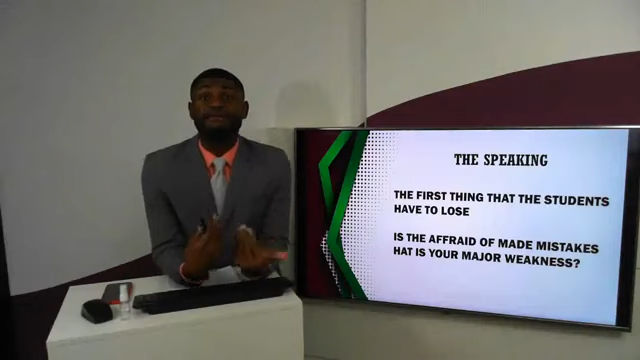 THE SPEAKING
THE FIRST THING THAT THE STUDENTS
HAVE TO LOSE
IS THE AFFRAID OF MADE MISTAKES
HAT IS YOUR MAJOR WEAKNESS?